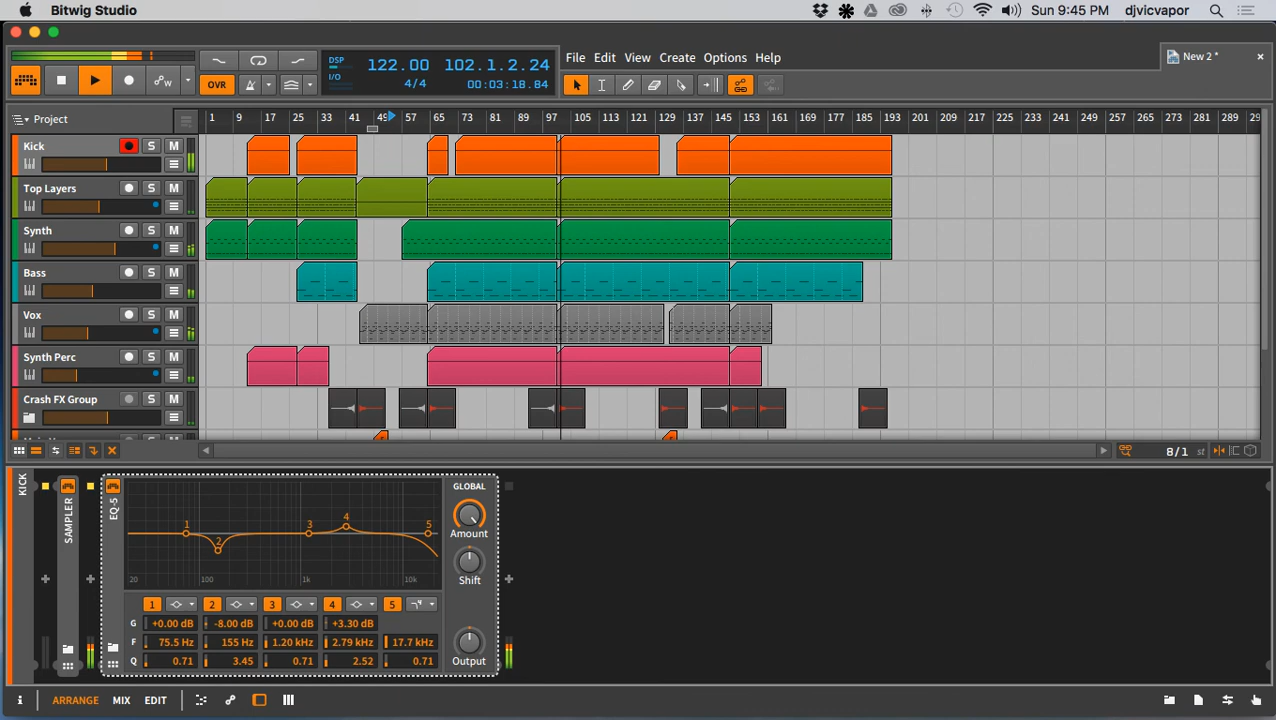 Bitwig Studio
Sun 9:45 PM djvicvapor
DSP
I/O
122.00 102.1.2.24
4/4 00:03:18.84
File Edit View Create Options Help
New 2 *
OVR
Project
1 9 17 25 33 41 49 57 65 73 81 89 97 105 113 121 129 137 145 153 161 169 177 185 193 201 209 217 225 233 241 249 257 265 273 281 289
Kick S M
Top Layers S M
Synth S M
Bass S M
Vox S M
Synth Perc S M
Crash FX Group S M
8/1 st
KICK
SAMPLER
EQ-5
1 2 3 4 5
20 100 1k 10k
GLOBAL
Amount
Shift
Output
1 2 3 4 5
G +0.00 dB -8.00 dB +0.00 dB +3.30 dB
F 75.5 Hz 155 Hz 1.20 kHz 2.79 kHz 17.7 kHz
Q 0.71 3.45 0.71 2.52 0.71
ARRANGE MIX EDIT